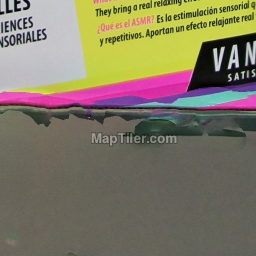 LLES
IENCES
NSORIALES
They bring a real relaxing
¿Qué es el ASMR? Es la estimulación sensorial q
y repetitivos. Aportan un efecto relajante real
VAN
SATIS
MapTiler.com